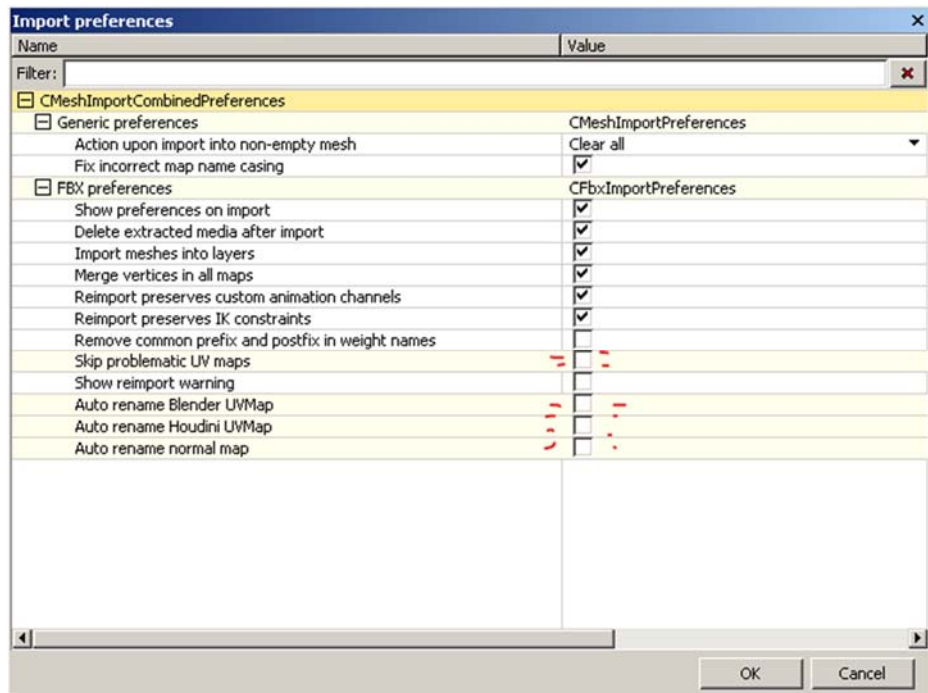 Import preferences
Name Value
Filter:
CMeshImportCombinedPreferences
Generic preferences CMeshImportPreferences
Action upon import into non-empty mesh Clear all
Fix incorrect map name casing
FBX preferences CFbxImportPreferences
Show preferences on import
Delete extracted media after import
Import meshes into layers
Merge vertices in all maps
Reimport preserves custom animation channels
Reimport preserves IK constraints
Remove common prefix and postfix in weight names
Skip problematic UV maps
Show reimport warning
Auto rename Blender UVMap
Auto rename Houdini UVMap
Auto rename normal map
OK Cancel